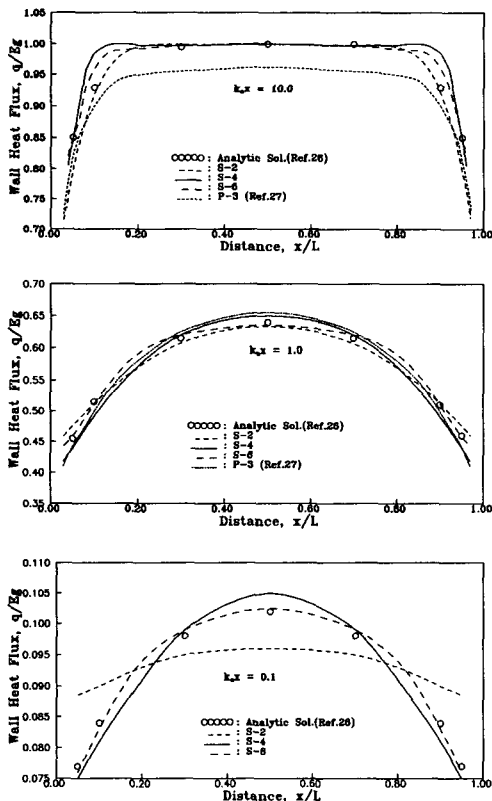 Wall Heat Flux, q/Eg
1.05
1.00
0.95
0.90
0.85
0.80
0.75
0.70
kₐx = 10.0
OOOOO : Analytic Sol.(Ref.26)
: S-2
: S-4
: S-6
: P-3 (Ref.27)
0.00 0.20 0.40 0.60 0.80 1.00
Distance, x/L
Wall Heat Flux, q/Eg
0.70
0.65
0.60
0.55
0.50
0.45
0.40
0.35
kₐx = 1.0
OOOOO : Analytic Sol.(Ref.26)
: S-2
: S-4
: S-6
: P-3 (Ref.27)
0.00 0.20 0.40 0.60 0.80 1.00
Distance, x/L
Wall Heat Flux, q/Eg
0.110
0.105
0.100
0.095
0.090
0.085
0.080
0.075
kₐx = 0.1
OOOOO : Analytic Sol.(Ref.26)
: S-2
: S-4
: S-6
0.00 0.20 0.40 0.60 0.80 1.00
Distance, x/L